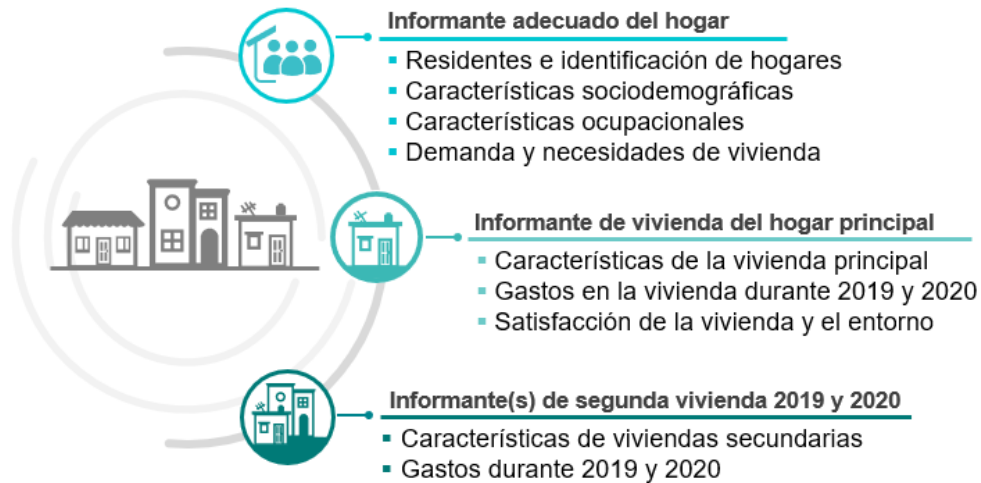 Informante adecuado del hogar
▪ Residentes e identificación de hogares
▪ Características sociodemográficas
▪ Características ocupacionales
▪ Demanda y necesidades de vivienda
Informante de vivienda del hogar principal
▪ Características de la vivienda principal
▪ Gastos en la vivienda durante 2019 y 2020
▪ Satisfacción de la vivienda y el entorno
Informante(s) de segunda vivienda 2019 y 2020
▪ Características de viviendas secundarias
▪ Gastos durante 2019 y 2020